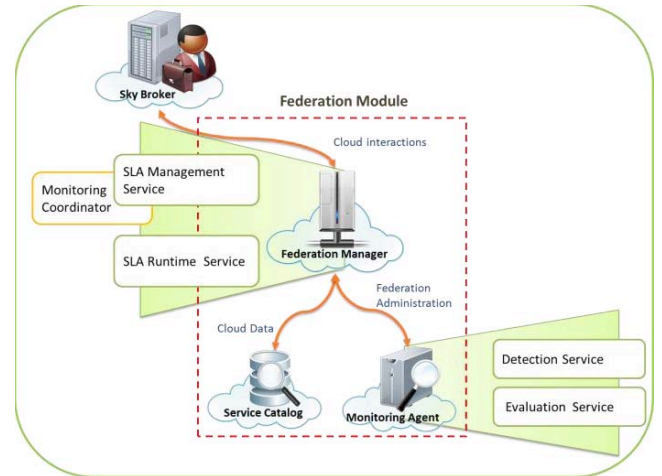 Sky Broker
Federation Module
Cloud interactions
SLA Management
Service
Monitoring
Coordinator
SLA Runtime Service
Federation Manager
Federation
Administration
Cloud Data
Detection Service
Evaluation Service
Service Catalog
Monitoring Agent